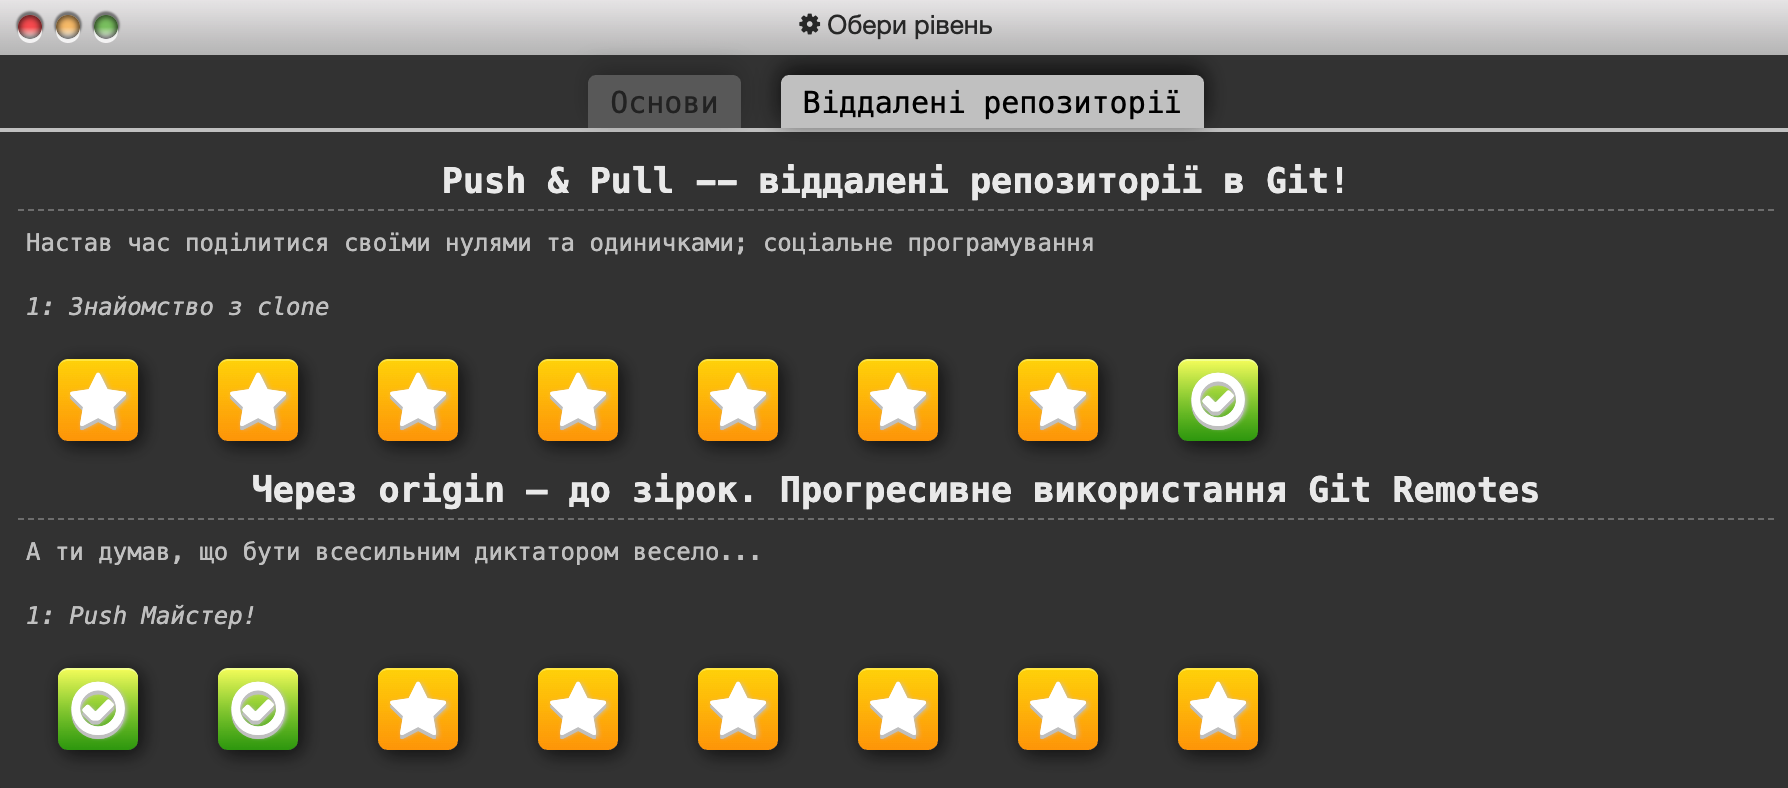 Обери рівень
Основи
Віддалені репозиторії
Push & Pull –– віддалені репозиторії в Git!
Настав час поділитися своїми нулями та одиничками; соціальне програмування
1: Знайомство з clone
Через origin – до зірок. Прогресивне використання Git Remotes
А ти думав, що бути всесильним диктатором весело...
1: Push Майстер!